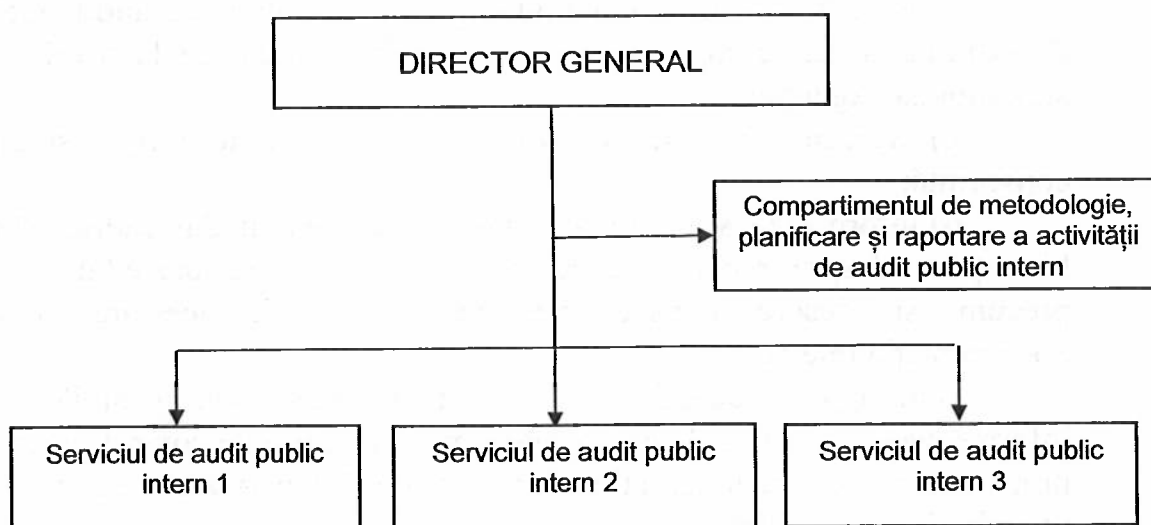 DIRECTOR GENERAL
Compartimentul de metodologie,
planificare și raportare a activității
de audit public intern
Serviciul de audit public
intern 1
Serviciul de audit public
intern 2
Serviciul de audit public
intern 3